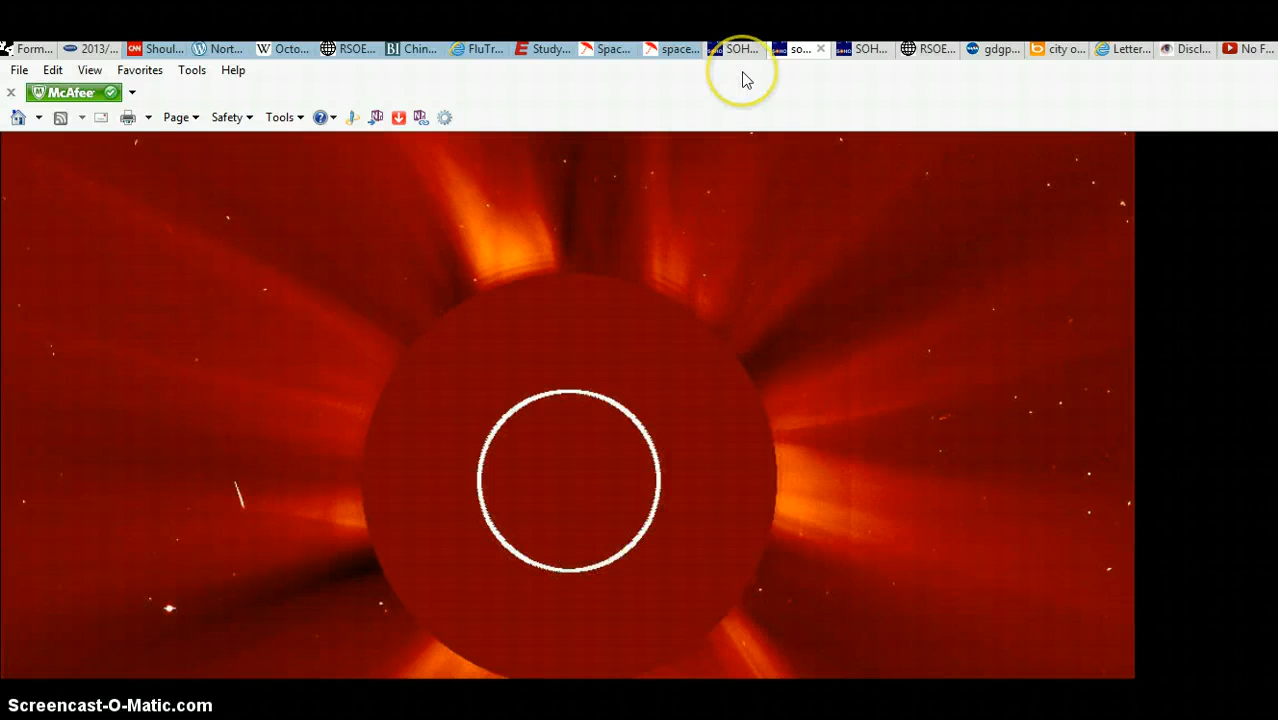 Form... 2013/... Shoul... Nort... Octo... RSOE... Chin... FluTr... Study... Spac... space... SOH... so... SOH... RSOE... gdgp... city o... Letter... Discl... No F...
File Edit View Favorites Tools Help
McAfee
Page Safety Tools
Screencast-O-Matic.com